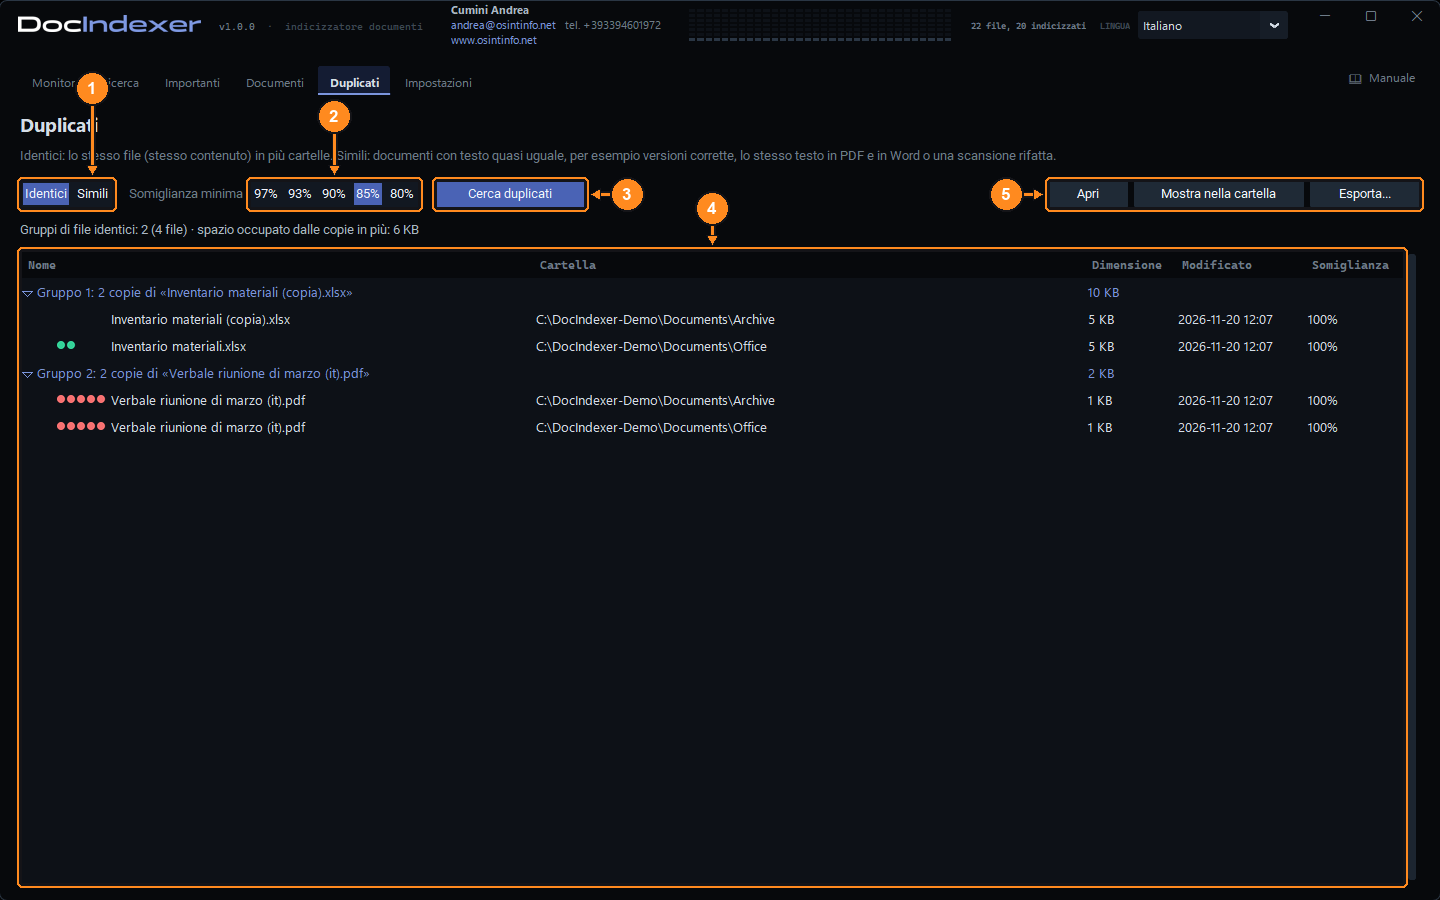 DocIndexer v1.0.0 · indicizzatore documenti
Cumini Andrea
andrea@osintinfo.net tel. +393394601972
www.osintinfo.net
22 file, 20 indicizzati LINGUA Italiano
Monitor cerca Importanti Documenti Duplicati Impostazioni
Manuale
1
2
Duplicati
Identici: lo stesso file (stesso contenuto) in più cartelle. Simili: documenti con testo quasi uguale, per esempio versioni corrette, lo stesso testo in PDF e in Word o una scansione rifatta.
Identici Simili Somiglianza minima 97% 93% 90% 85% 80% Cerca duplicati 3
5 Apri Mostra nella cartella Esporta...
4
Gruppi di file identici: 2 (4 file) · spazio occupato dalle copie in più: 6 KB
Nome Cartella Dimensione Modificato Somiglianza
Gruppo 1: 2 copie di «Inventario materiali (copia).xlsx» 10 KB
Inventario materiali (copia).xlsx C:\DocIndexer-Demo\Documents\Archive 5 KB 2026-11-20 12:07 100%
Inventario materiali.xlsx C:\DocIndexer-Demo\Documents\Office 5 KB 2026-11-20 12:07 100%
Gruppo 2: 2 copie di «Verbale riunione di marzo (it).pdf» 2 KB
Verbale riunione di marzo (it).pdf C:\DocIndexer-Demo\Documents\Archive 1 KB 2026-11-20 12:07 100%
Verbale riunione di marzo (it).pdf C:\DocIndexer-Demo\Documents\Office 1 KB 2026-11-20 12:07 100%